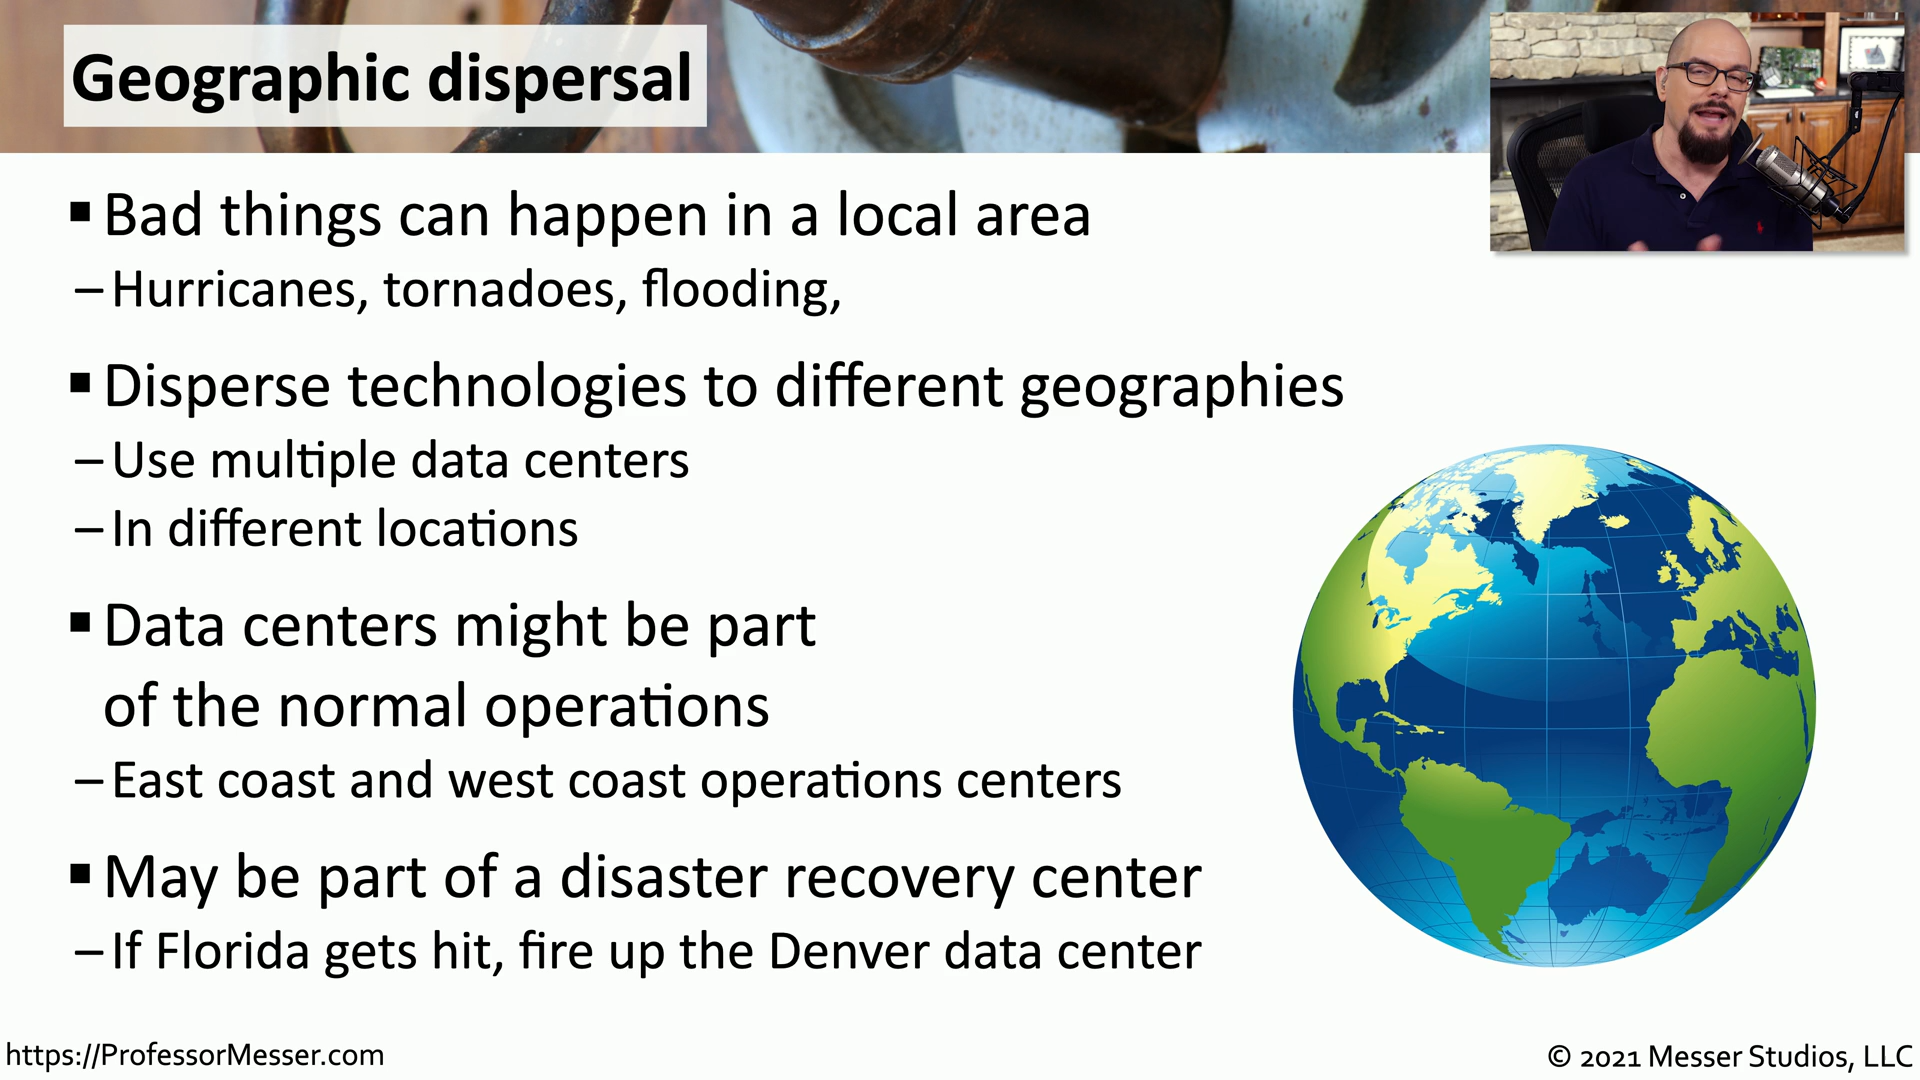 Geographic dispersal
▪ Bad things can happen in a local area
– Hurricanes, tornadoes, flooding,
▪ Disperse technologies to different geographies
– Use multiple data centers
– In different locations
▪ Data centers might be part
of the normal operations
– East coast and west coast operations centers
▪ May be part of a disaster recovery center
– If Florida gets hit, fire up the Denver data center
https://ProfessorMesser.com
© 2021 Messer Studios, LLC